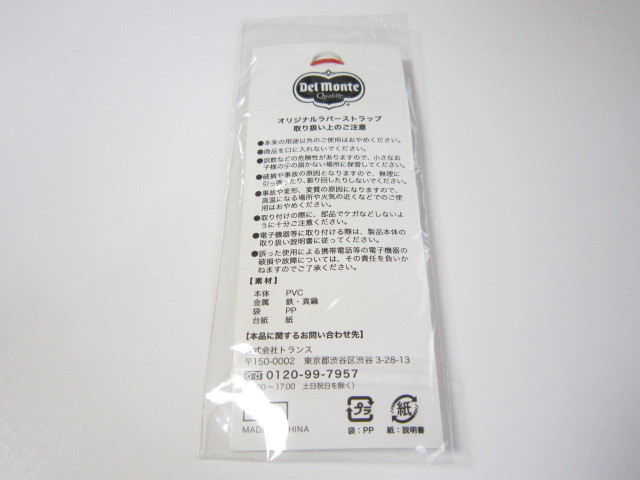 Del Monte
Quality
オリジナルラバーストラップ
取り扱い上のご注意
●本来の用途以外のご使用はおやめください。
●商品を口に入れないでください。
●誤飲などの危険性がありますので、小さなお
子様の手の届かない場所に保管してください。
●破損や事故の原因となりますので、無理に
引っ張ったり、振り回したりしないでください。
●事故や変形、変質の原因になりますので、
高温になる場所や火気の近くなどでのご使
用はおやめください。
●取り付けの際に、部品でケガなどしないよ
うに十分ご注意ください。
●電子機器等に取り付ける際は、製品本体の
取り扱い説明書に従ってください。
●誤った使用による携帯電話等の電子機器の
破損や故障については、その責任を負いか
ねますのでご了承ください。
【素材】
本体 PVC
金属 鉄・真鍮
袋 PP
台紙 紙
【本品に関するお問い合わせ先】
株式会社トランス
〒150-0002 東京都渋谷区渋谷 3-28-13
0120-99-7957
:00～17:00 土日祝日を除く)
MADE CHINA
プラ
袋：PP
紙
紙：説明書